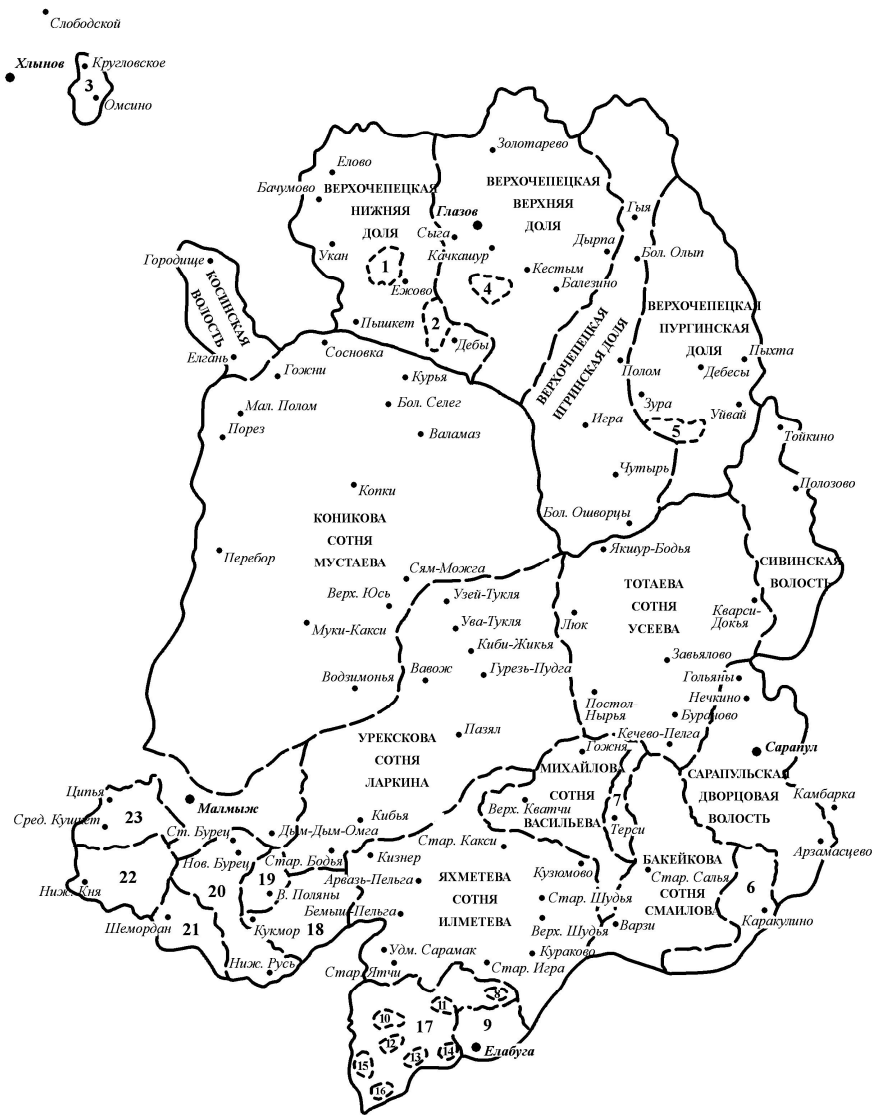 Слободской
Хлынов
Кругловское
3
Омсино
Золотарево
Елово
Бачумово
ВЕРХОЧЕПЕЦКАЯ
НИЖНЯЯ
ДОЛЯ
ВЕРХОЧЕПЕЦКАЯ
ВЕРХНЯЯ
ДОЛЯ
Глазов
Гыя
Сыга
Укан
Качкашур
Дырпа
Бол. Олып
Городище
КОСИНСКАЯ
ВОЛОСТЬ
1
Ежово
4
Кестым
Балезино
ВЕРХОЧЕПЕЦКАЯ
ПУРГИНСКАЯ
ДОЛЯ
Пышкет
2
Дебы
ВЕРХОЧЕПЕЦКАЯ
ИГРИНСКАЯ ДОЛЯ
Сосновка
Елгань
Пыхта
Полом
Дебесы
Гожни
Курья
Мал. Полом
Бол. Селег
Зура
Уйвай
Порез
Валамаз
Игра
5
Тойкино
Чутырь
Полозово
Копки
Бол. Ошворцы
КОНИКОВА
СОТНЯ
МУСТАЕВА
Перебор
Якшур-Бодья
СИВИНСКАЯ
ВОЛОСТЬ
Сям-Можга
ТОТАЕВА
СОТНЯ
УСЕЕВА
Верх. Юсь
Узей-Тукля
Кварси-
Докья
Муки-Какси
Ува-Тукля
Люк
Киби-Жикья
Завьялово
Водзимонья
Вавож
Гурезь-Пудга
Гольяны
Нечкино
Постол
Нырья
Бураново
Пазял
Кечево-Пелга
УРЕКСКОВА
СОТНЯ
ЛАРКИНА
Гожня
Сарапул
МИХАЙЛОВА
СОТНЯ
ВАСИЛЬЕВА
САРАПУЛЬСКАЯ
ДВОРЦОВАЯ
ВОЛОСТЬ
Ципья
Малмыж
23
Сред. Кушкет
Верх. Кватчи
7
Камбарка
Ст. Бурец
Дым-Дым-Омга
Кибья
Терси
Арзамасцево
Нов. Бурец
Стар. Бодья
Кизнер
Стар. Какси
БАКЕЙКОВА
СОТНЯ
СМАИЛОВА
Кузюмово
Стар. Салья
22
Ниж. Кня
20
19
Арвазь-Пельга
ЯХМЕТЕВА
СОТНЯ
ИЛМЕТЕВА
6
В. Поляны
Стар. Шудья
Бемыш-Пельга
Каракулино
Шемордан
21
Кукмор
18
Верх. Шудья
Варзи
Удм. Сарамак
Кураково
Ниж. Русь
Стар. Ятчи
Стар. Игра
8
11
10
17
9
12
13
14
Елабуга
15
16